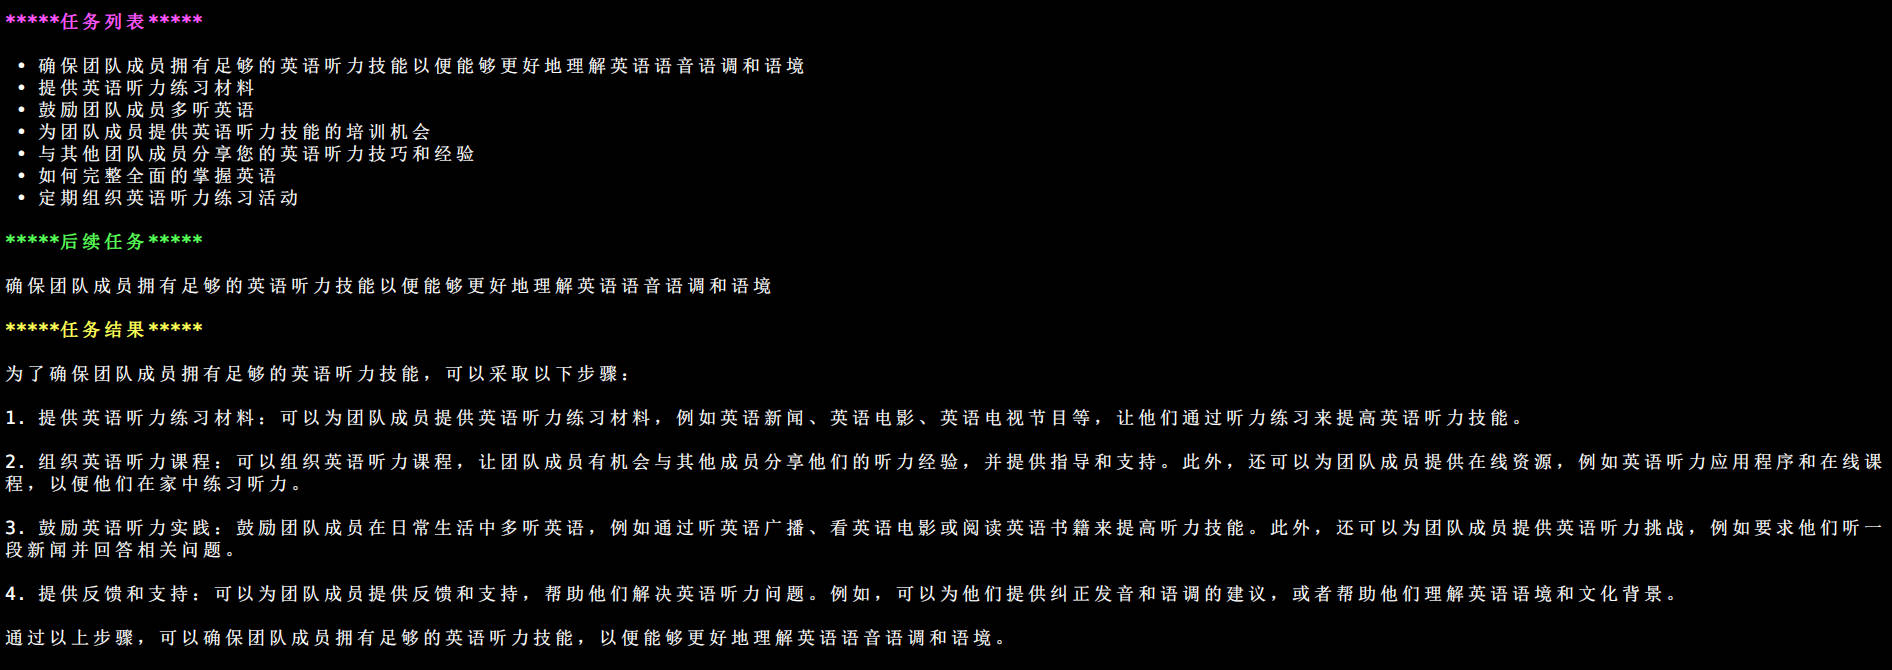 *****任务列表*****
• 确保团队成员拥有足够的英语听力技能以便能够更好地理解英语语音语调和语境
• 提供英语听力练习材料
• 鼓励团队成员多听英语
• 为团队成员提供英语听力技能的培训机会
• 与其他团队成员分享您的英语听力技巧和经验
• 如何完整全面的掌握英语
• 定期组织英语听力练习活动
*****后续任务*****
确保团队成员拥有足够的英语听力技能以便能够更好地理解英语语音语调和语境
*****任务结果*****
为了确保团队成员拥有足够的英语听力技能，可以采取以下步骤：
1. 提供英语听力练习材料：可以为团队成员提供英语听力练习材料，例如英语新闻、英语电影、英语电视节目等，让他们通过听力练习来提高英语听力技能。
2. 组织英语听力课程：可以组织英语听力课程，让团队成员有机会与其他成员分享他们的听力经验，并提供指导和支持。此外，还可以为团队成员提供在线资源，例如英语听力应用程序和在线课
程，以便他们在家中练习听力。
3. 鼓励英语听力实践：鼓励团队成员在日常生活中多听英语，例如通过听英语广播、看英语电影或阅读英语书籍来提高听力技能。此外，还可以为团队成员提供英语听力挑战，例如要求他们听一
段新闻并回答相关问题。
4. 提供反馈和支持：可以为团队成员提供反馈和支持，帮助他们解决英语听力问题。例如，可以为他们提供纠正发音和语调的建议，或者帮助他们理解英语语境和文化背景。
通过以上步骤，可以确保团队成员拥有足够的英语听力技能，以便能够更好地理解英语语音语调和语境。